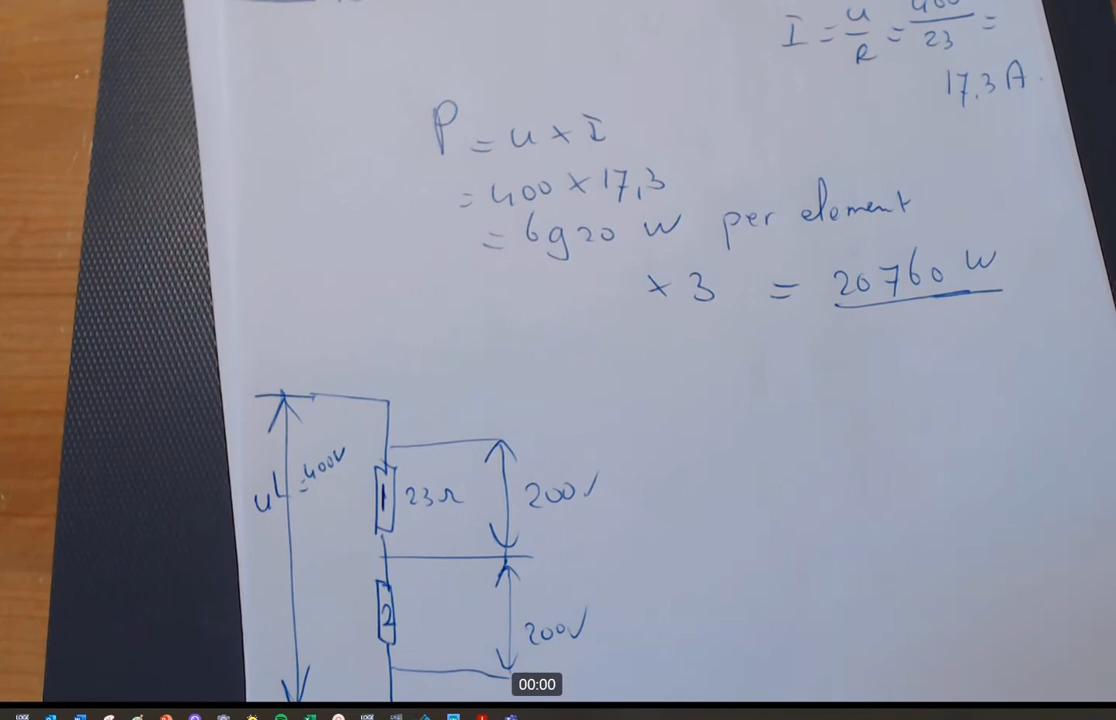 I = u/R = 400/23 =
17,3 A.
P = u x I
= 400 x 17,3
= 6920 W per element
x 3 = 20760 W
uL = 400V
1
23Ω
200V
2
200V
00:00